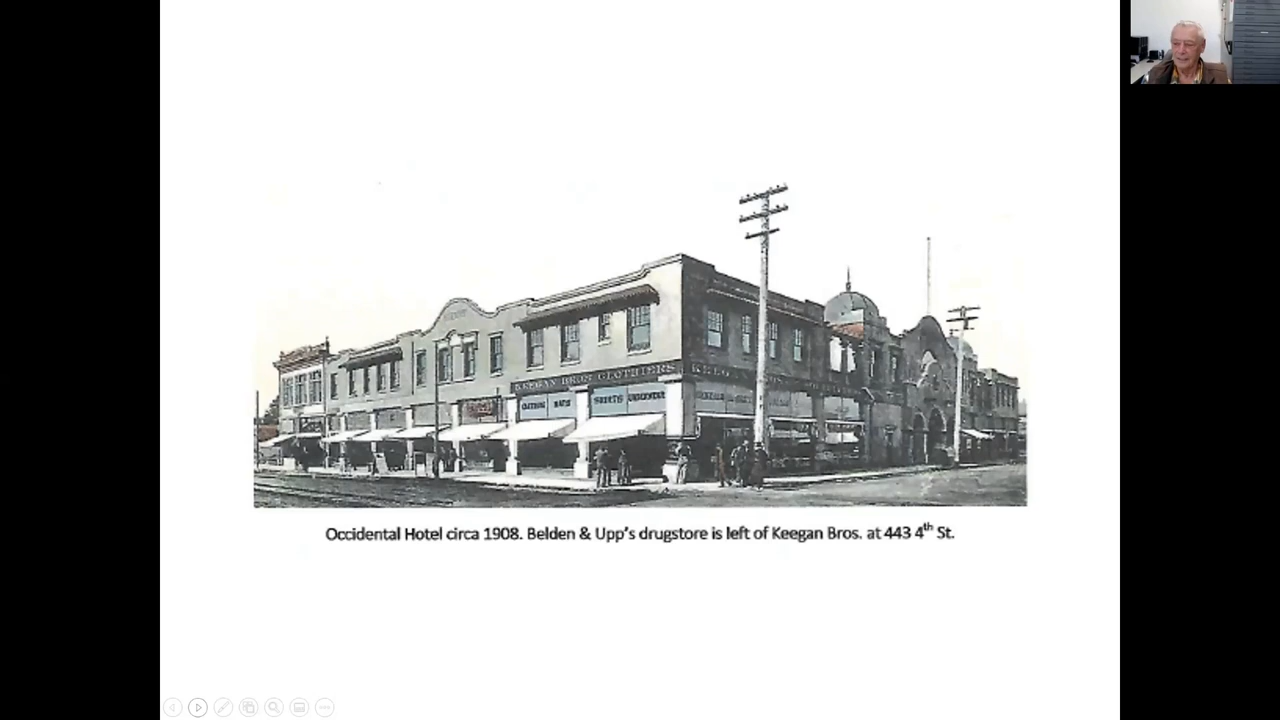 KEEGAN BROS CLOTHIERS
CLOTHING HATS SHIRTS UNDERWEAR
Occidental Hotel circa 1908. Belden & Upp's drugstore is left of Keegan Bros. at 443 4th St.